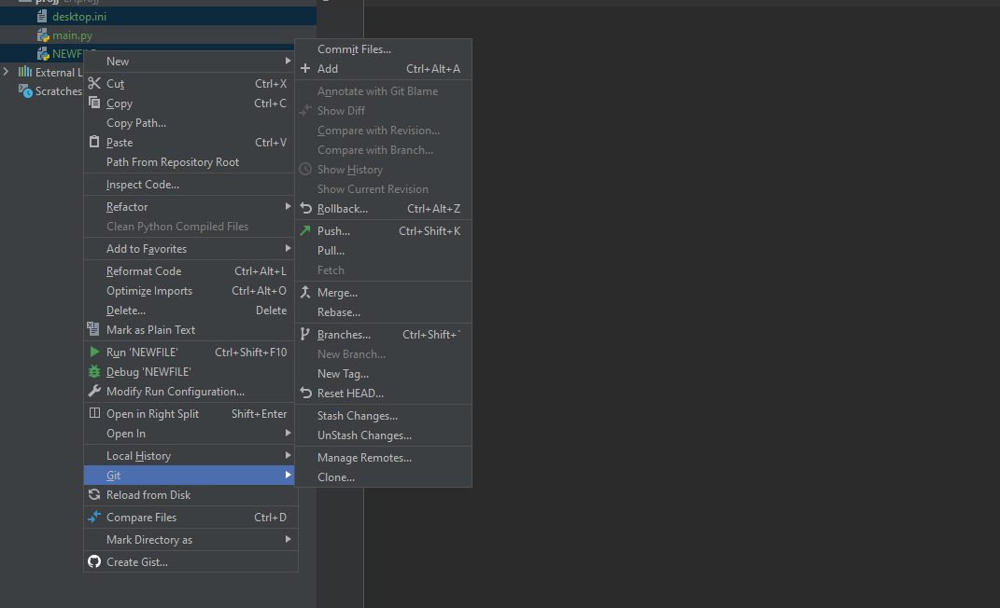 desktop.ini
main.py
External L
Scratches
New
Cut Ctrl+X
Copy Ctrl+C
Copy Path...
Paste Ctrl+V
Path From Repository Root
Inspect Code...
Refactor
Clean Python Compiled Files
Add to Favorites
Reformat Code Ctrl+Alt+L
Optimize Imports Ctrl+Alt+O
Delete... Delete
Mark as Plain Text
Run 'NEWFILE' Ctrl+Shift+F10
Debug 'NEWFILE'
Modify Run Configuration...
Open in Right Split Shift+Enter
Open In
Local History
Git
Reload from Disk
Compare Files Ctrl+D
Mark Directory as
Create Gist...
Commit Files...
Add Ctrl+Alt+A
Annotate with Git Blame
Show Diff
Compare with Revision...
Compare with Branch...
Show History
Show Current Revision
Rollback... Ctrl+Alt+Z
Push... Ctrl+Shift+K
Pull...
Fetch
Merge...
Rebase...
Branches... Ctrl+Shift+`
New Branch...
New Tag...
Reset HEAD...
Stash Changes...
UnStash Changes...
Manage Remotes...
Clone...